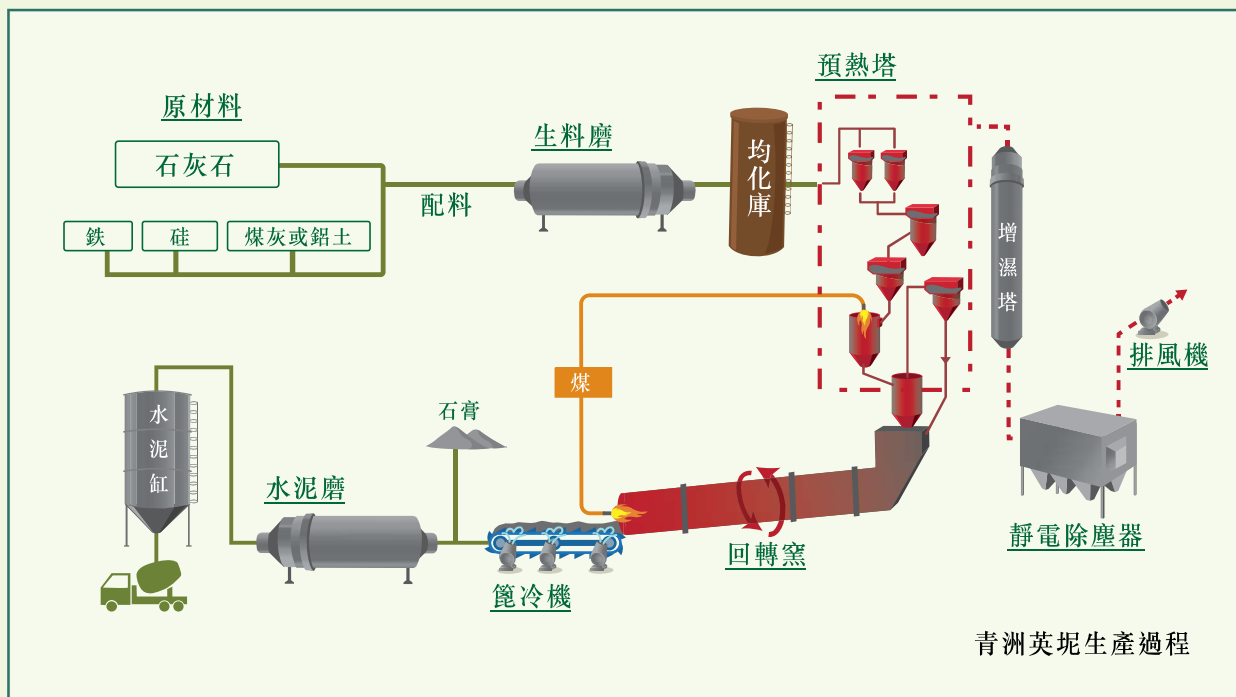 預熱塔
原材料
生料磨
石灰石
均化庫
配料
鉄
硅
煤灰或鋁土
增濕塔
排風機
煤
水泥缸
石膏
水泥磨
靜電除塵器
回轉窯
篦冷機
青洲英坭生產過程